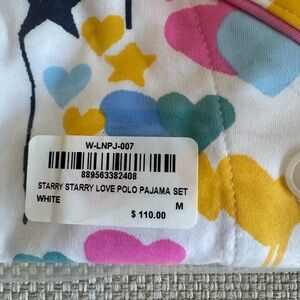 W-LNPJ-007
889563382408
STARRY STARRY LOVE POLO PAJAMA SET
WHITE M
$ 110.00